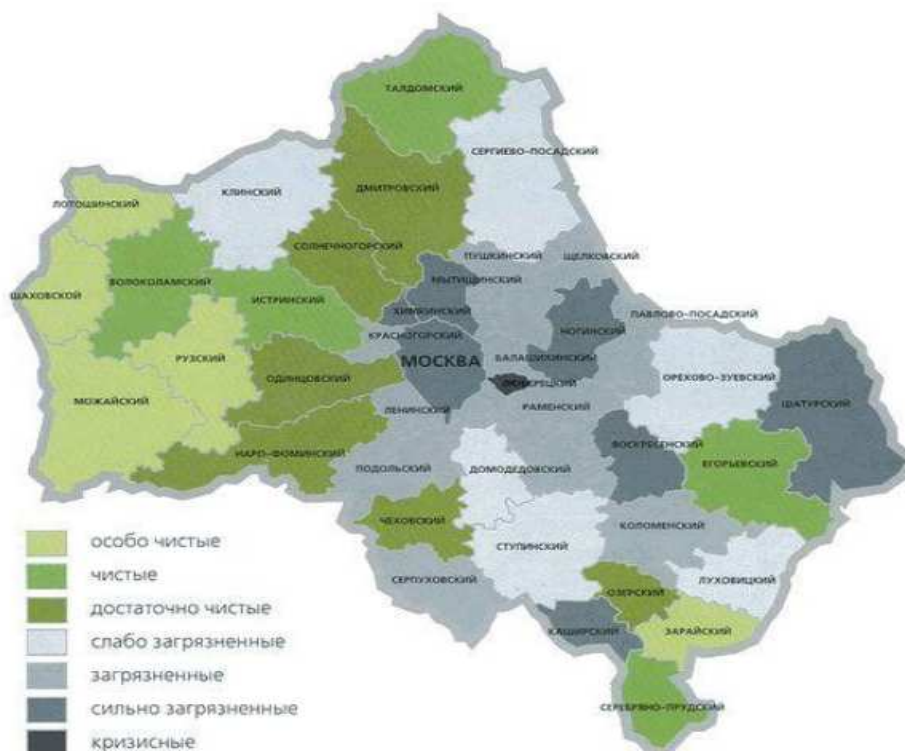 ТАЛДОМСКИЙ
СЕРГИЕВО-ПОСАДСКИЙ
КЛИНСКИЙ
ДМИТРОВСКИЙ
ЛОТОШИНСКИЙ
СОЛНЕЧНОГОРСКИЙ
ПУШКИНСКИЙ
ЩЕЛКОВСКИЙ
МЫТИЩИНСКИЙ
ВОЛОКОЛАМСКИЙ
ШАХОВСКОЙ
ИСТРИНСКИЙ
ХИМКИНСКИЙ
ПАВЛОВО-ПОСАДСКИЙ
НОГИНСКИЙ
КРАСНОГОРСКИЙ
РУЗСКИЙ
МОСКВА
БАЛАШИХИНСКИЙ
ОДИНЦОВСКИЙ
ЛЮБЕРЕЦКИЙ
ОРЕХОВО-ЗУЕВСКИЙ
МОЖАЙСКИЙ
ЛЕНИНСКИЙ
РАМЕНСКИЙ
ШАТУРСКИЙ
ВОСКРЕСЕНСКИЙ
НАРО-ФОМИНСКИЙ
ПОДОЛЬСКИЙ
ДОМОДЕДОВСКИЙ
ЕГОРЬЕВСКИЙ
ЧЕХОВСКИЙ
КОЛОМЕНСКИЙ
СТУПИНСКИЙ
СЕРПУХОВСКИЙ
ЛУХОВИЦКИЙ
ОЗЕРСКИЙ
КАШИРСКИЙ
ЗАРАЙСКИЙ
СЕРЕБРЯНО-ПРУДСКИЙ
особо чистые
чистые
достаточно чистые
слабо загрязненные
загрязненные
сильно загрязненные
кризисные